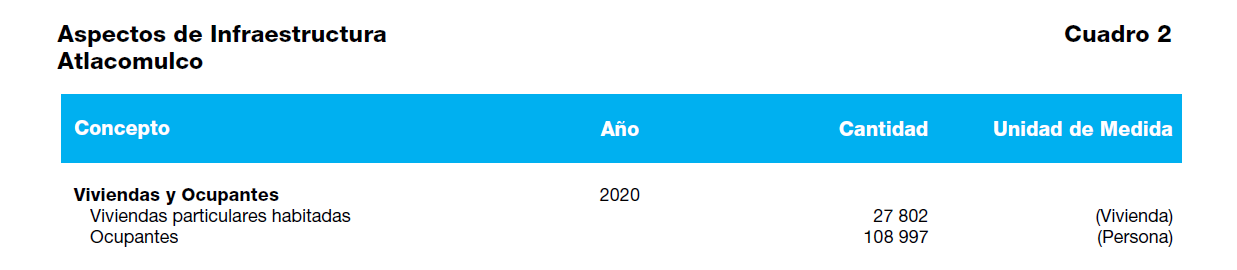 Aspectos de Infraestructura Cuadro 2
Atlacomulco
Concepto Año Cantidad Unidad de Medida
Viviendas y Ocupantes 2020
Viviendas particulares habitadas 27 802 (Vivienda)
Ocupantes 108 997 (Persona)